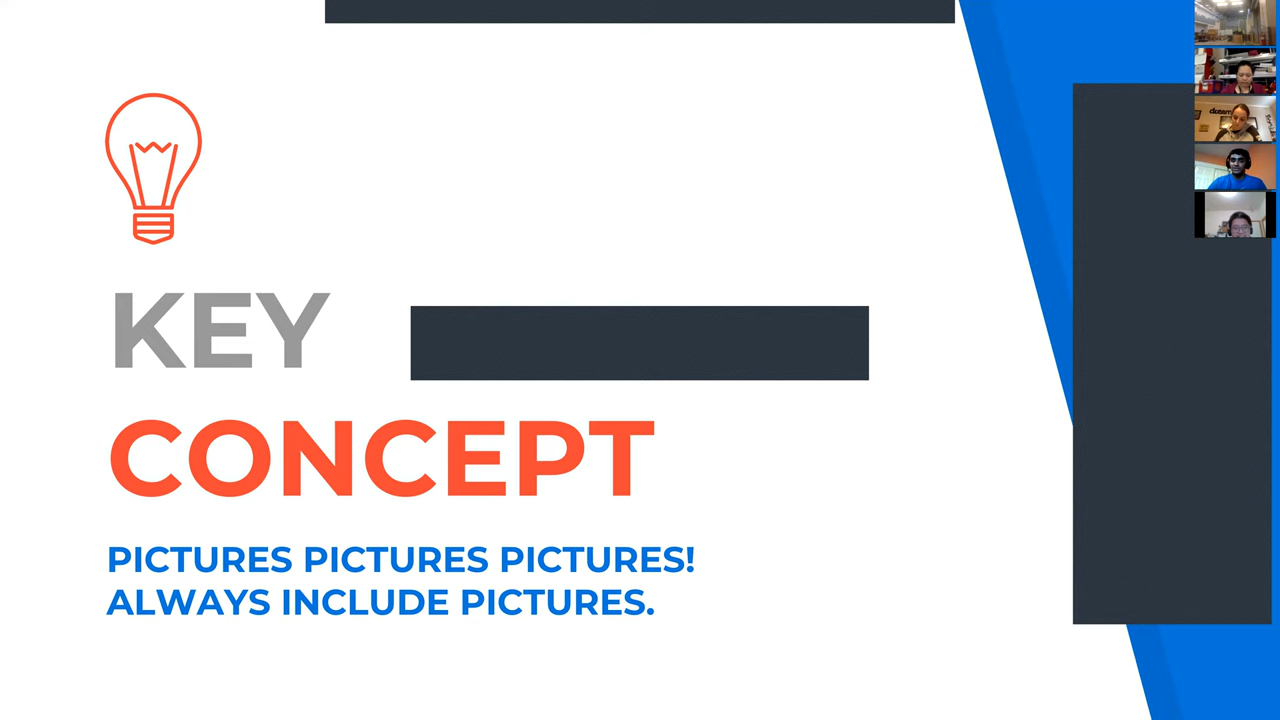 KEY
CONCEPT
PICTURES PICTURES PICTURES!
ALWAYS INCLUDE PICTURES.